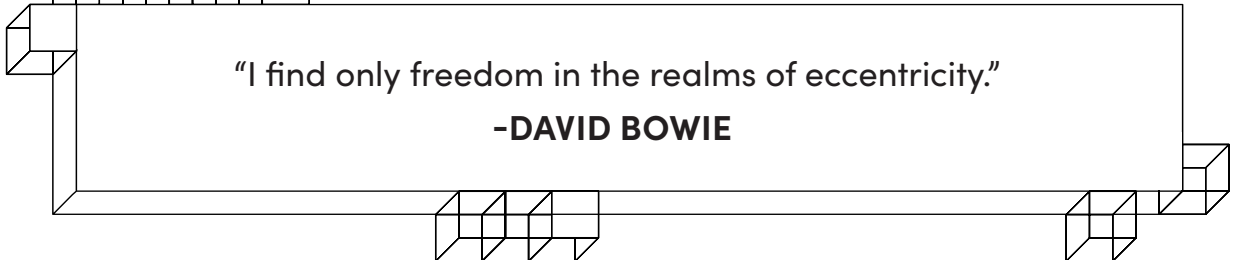 “I find only freedom in the realms of eccentricity.”
-DAVID BOWIE